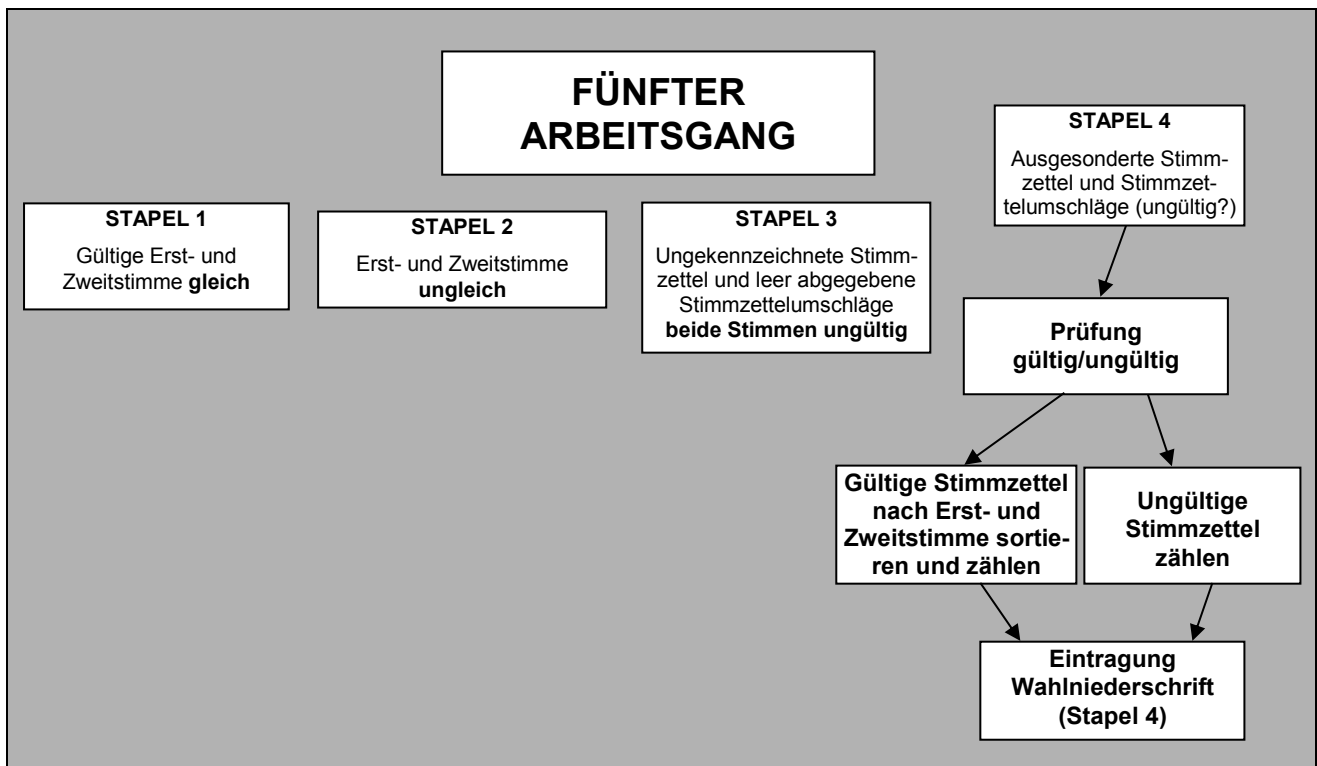 FÜNFTER
ARBEITSGANG
STAPEL 1
Gültige Erst- und
Zweitstimme gleich
STAPEL 2
Erst- und Zweitstimme
ungleich
STAPEL 3
Ungekennzeichnete Stimm-
zettel und leer abgegebene
Stimmzettelumschläge
beide Stimmen ungültig
STAPEL 4
Ausgesonderte Stimm-
zettel und Stimmzet-
telumschläge (ungültig?)
Prüfung
gültig/ungültig
Gültige Stimmzettel
nach Erst- und
Zweitstimme sortie-
ren und zählen
Ungültige
Stimmzettel
zählen
Eintragung
Wahlniederschrift
(Stapel 4)